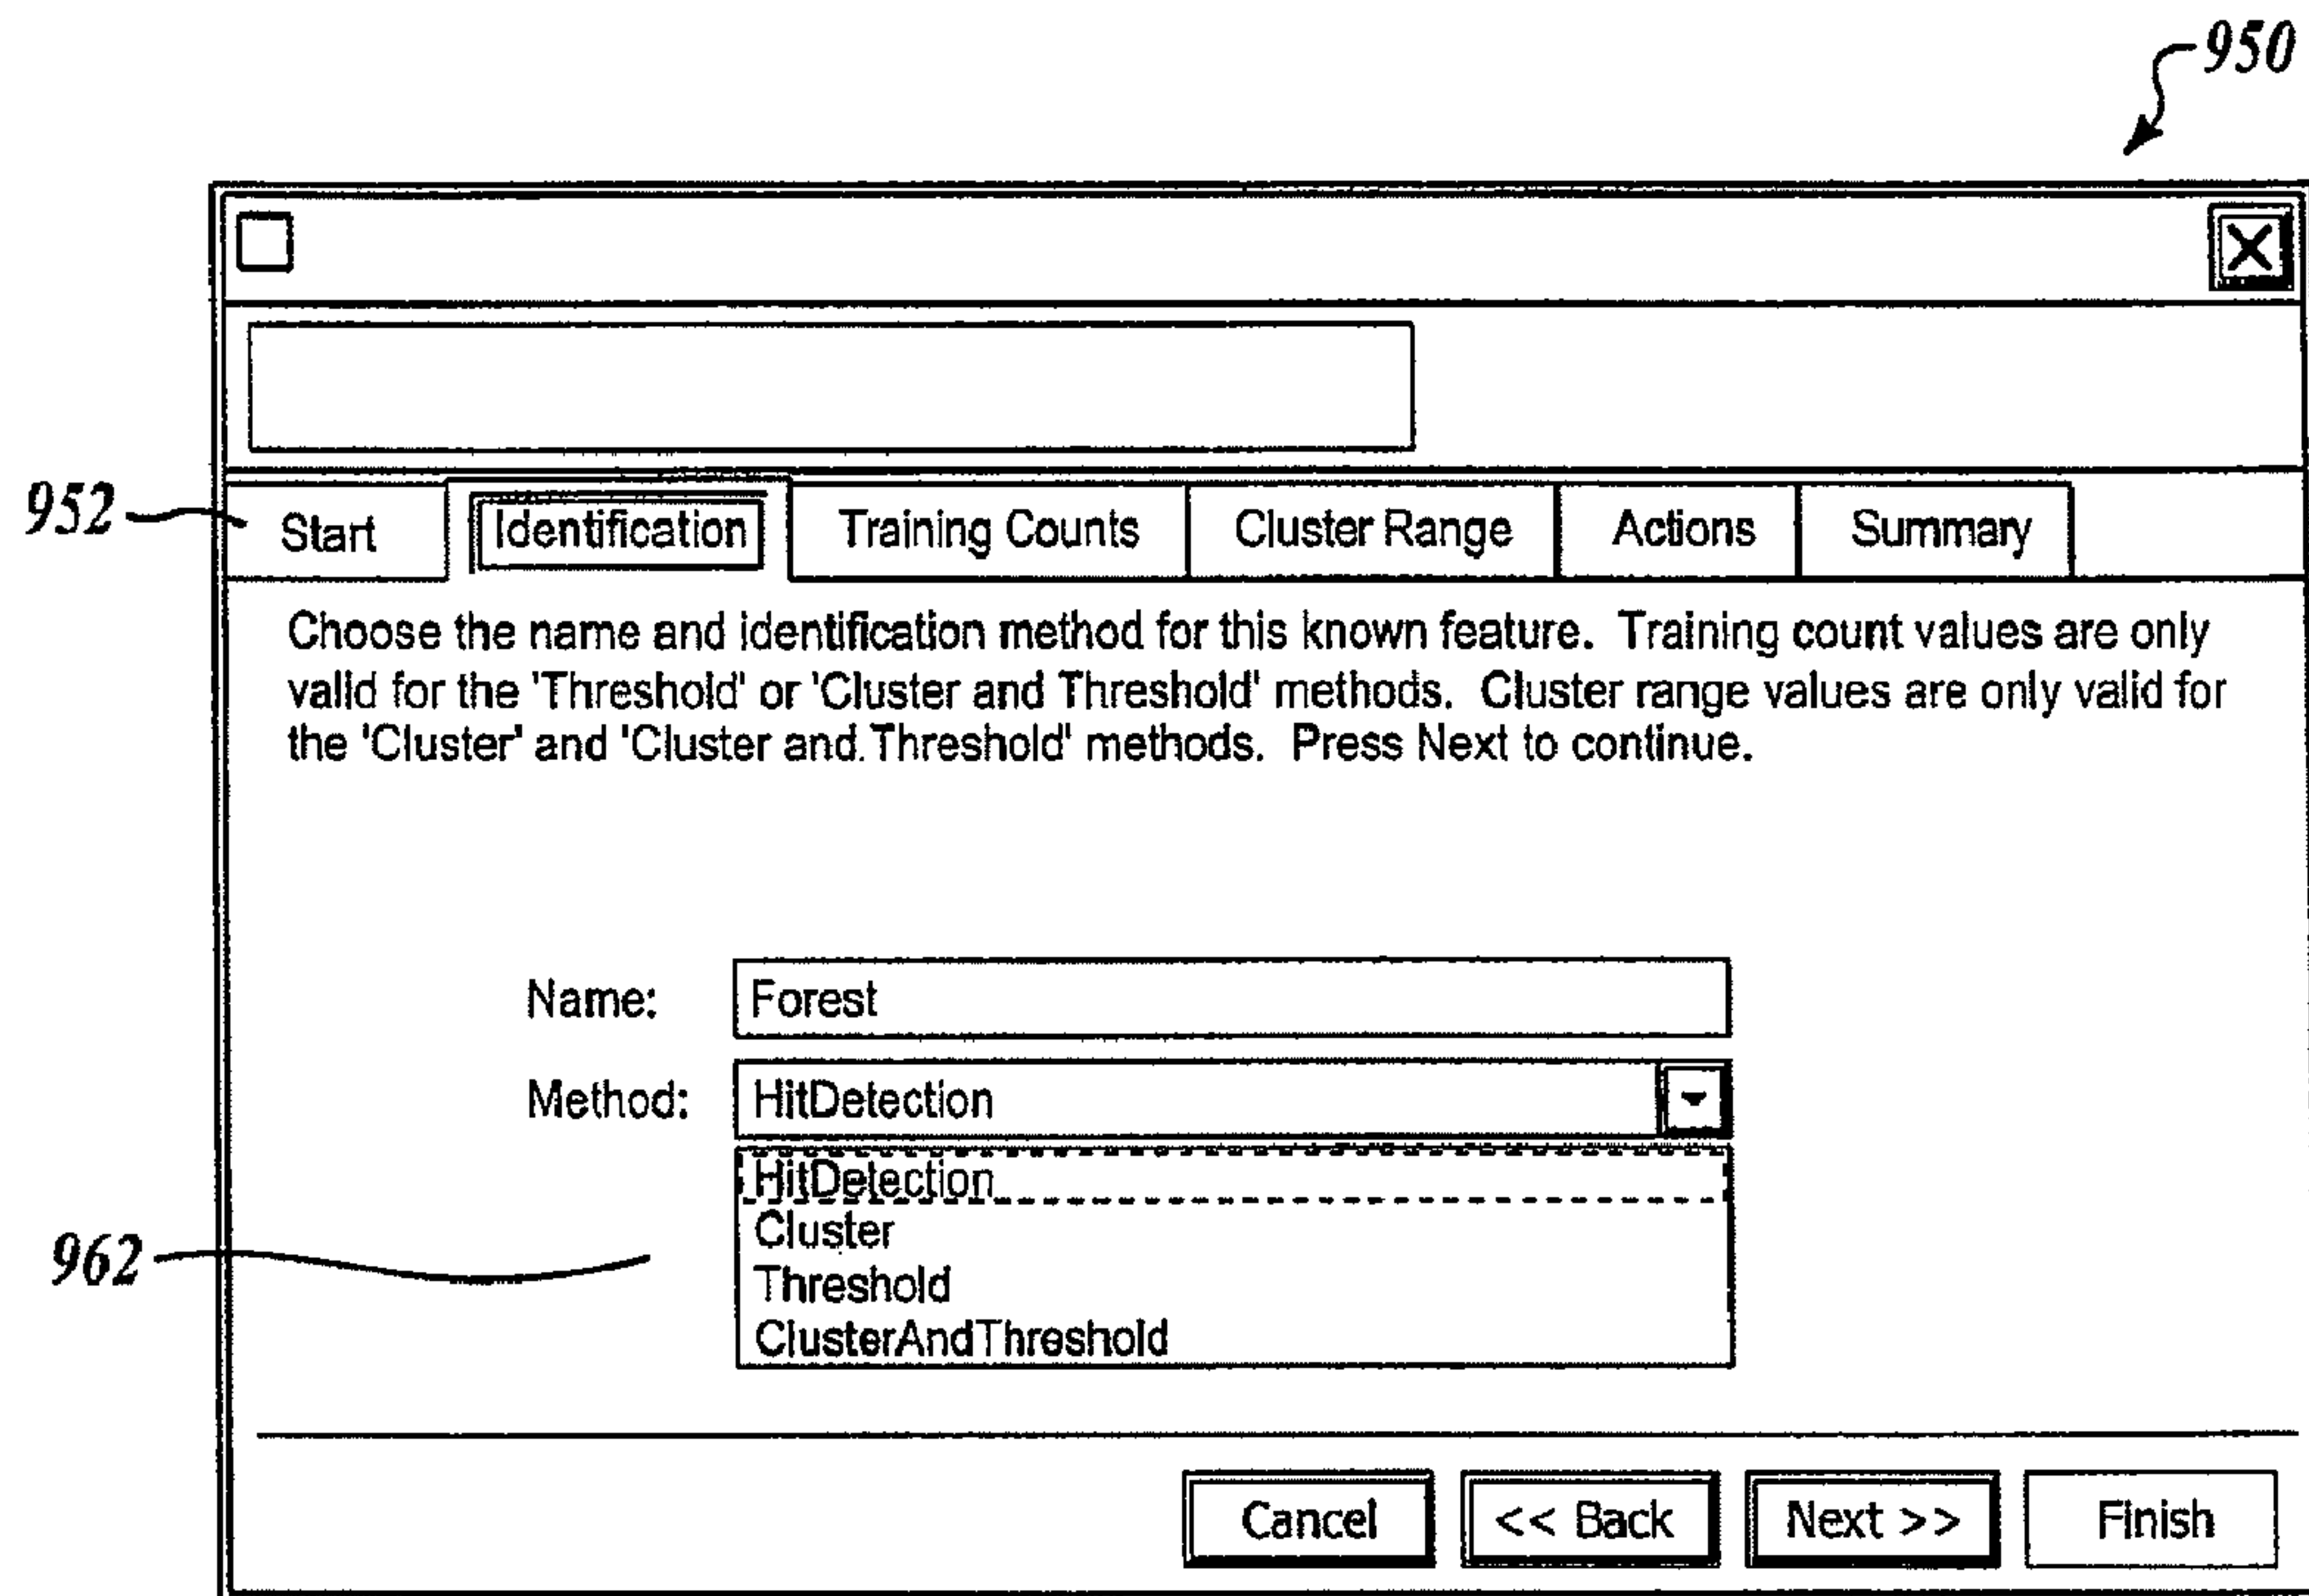 950
952
Start Identification Training Counts Cluster Range Actions Summary
Choose the name and identification method for this known feature. Training count values are only
valid for the 'Threshold' or 'Cluster and Threshold' methods. Cluster range values are only valid for
the 'Cluster' and 'Cluster and Threshold' methods. Press Next to continue.
Name: Forest
Method: HitDetection
HitDetection
Cluster
962
Threshold
ClusterAndThreshold
Cancel << Back Next >> Finish